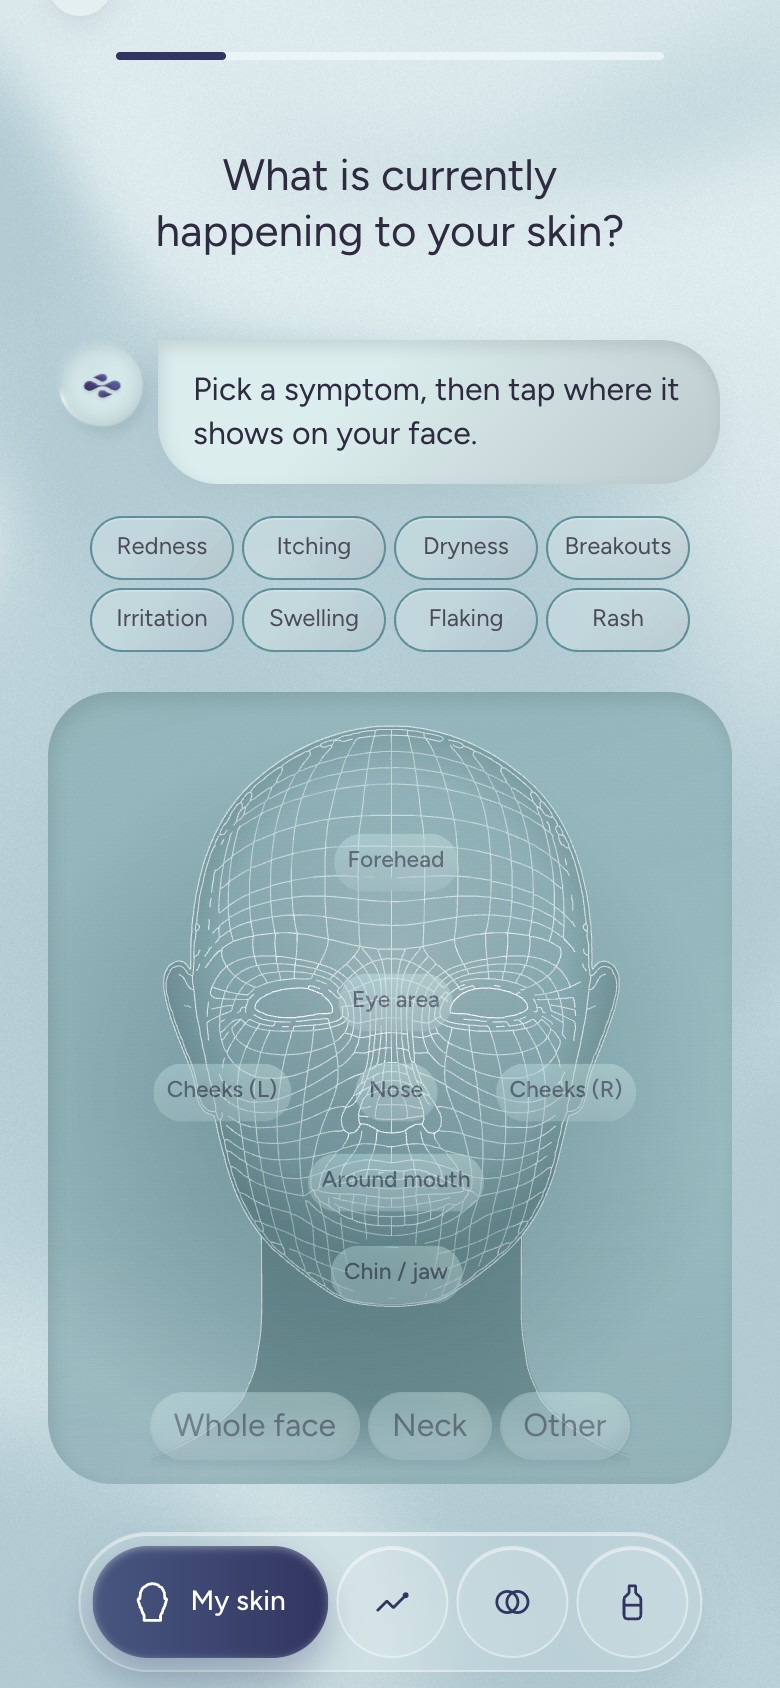 What is currently
happening to your skin?
Pick a symptom, then tap where it
shows on your face.
Redness Itching Dryness Breakouts
Irritation Swelling Flaking Rash
Forehead
Eye area
Cheeks (L) Nose Cheeks (R)
Around mouth
Chin / jaw
Whole face Neck Other
My skin